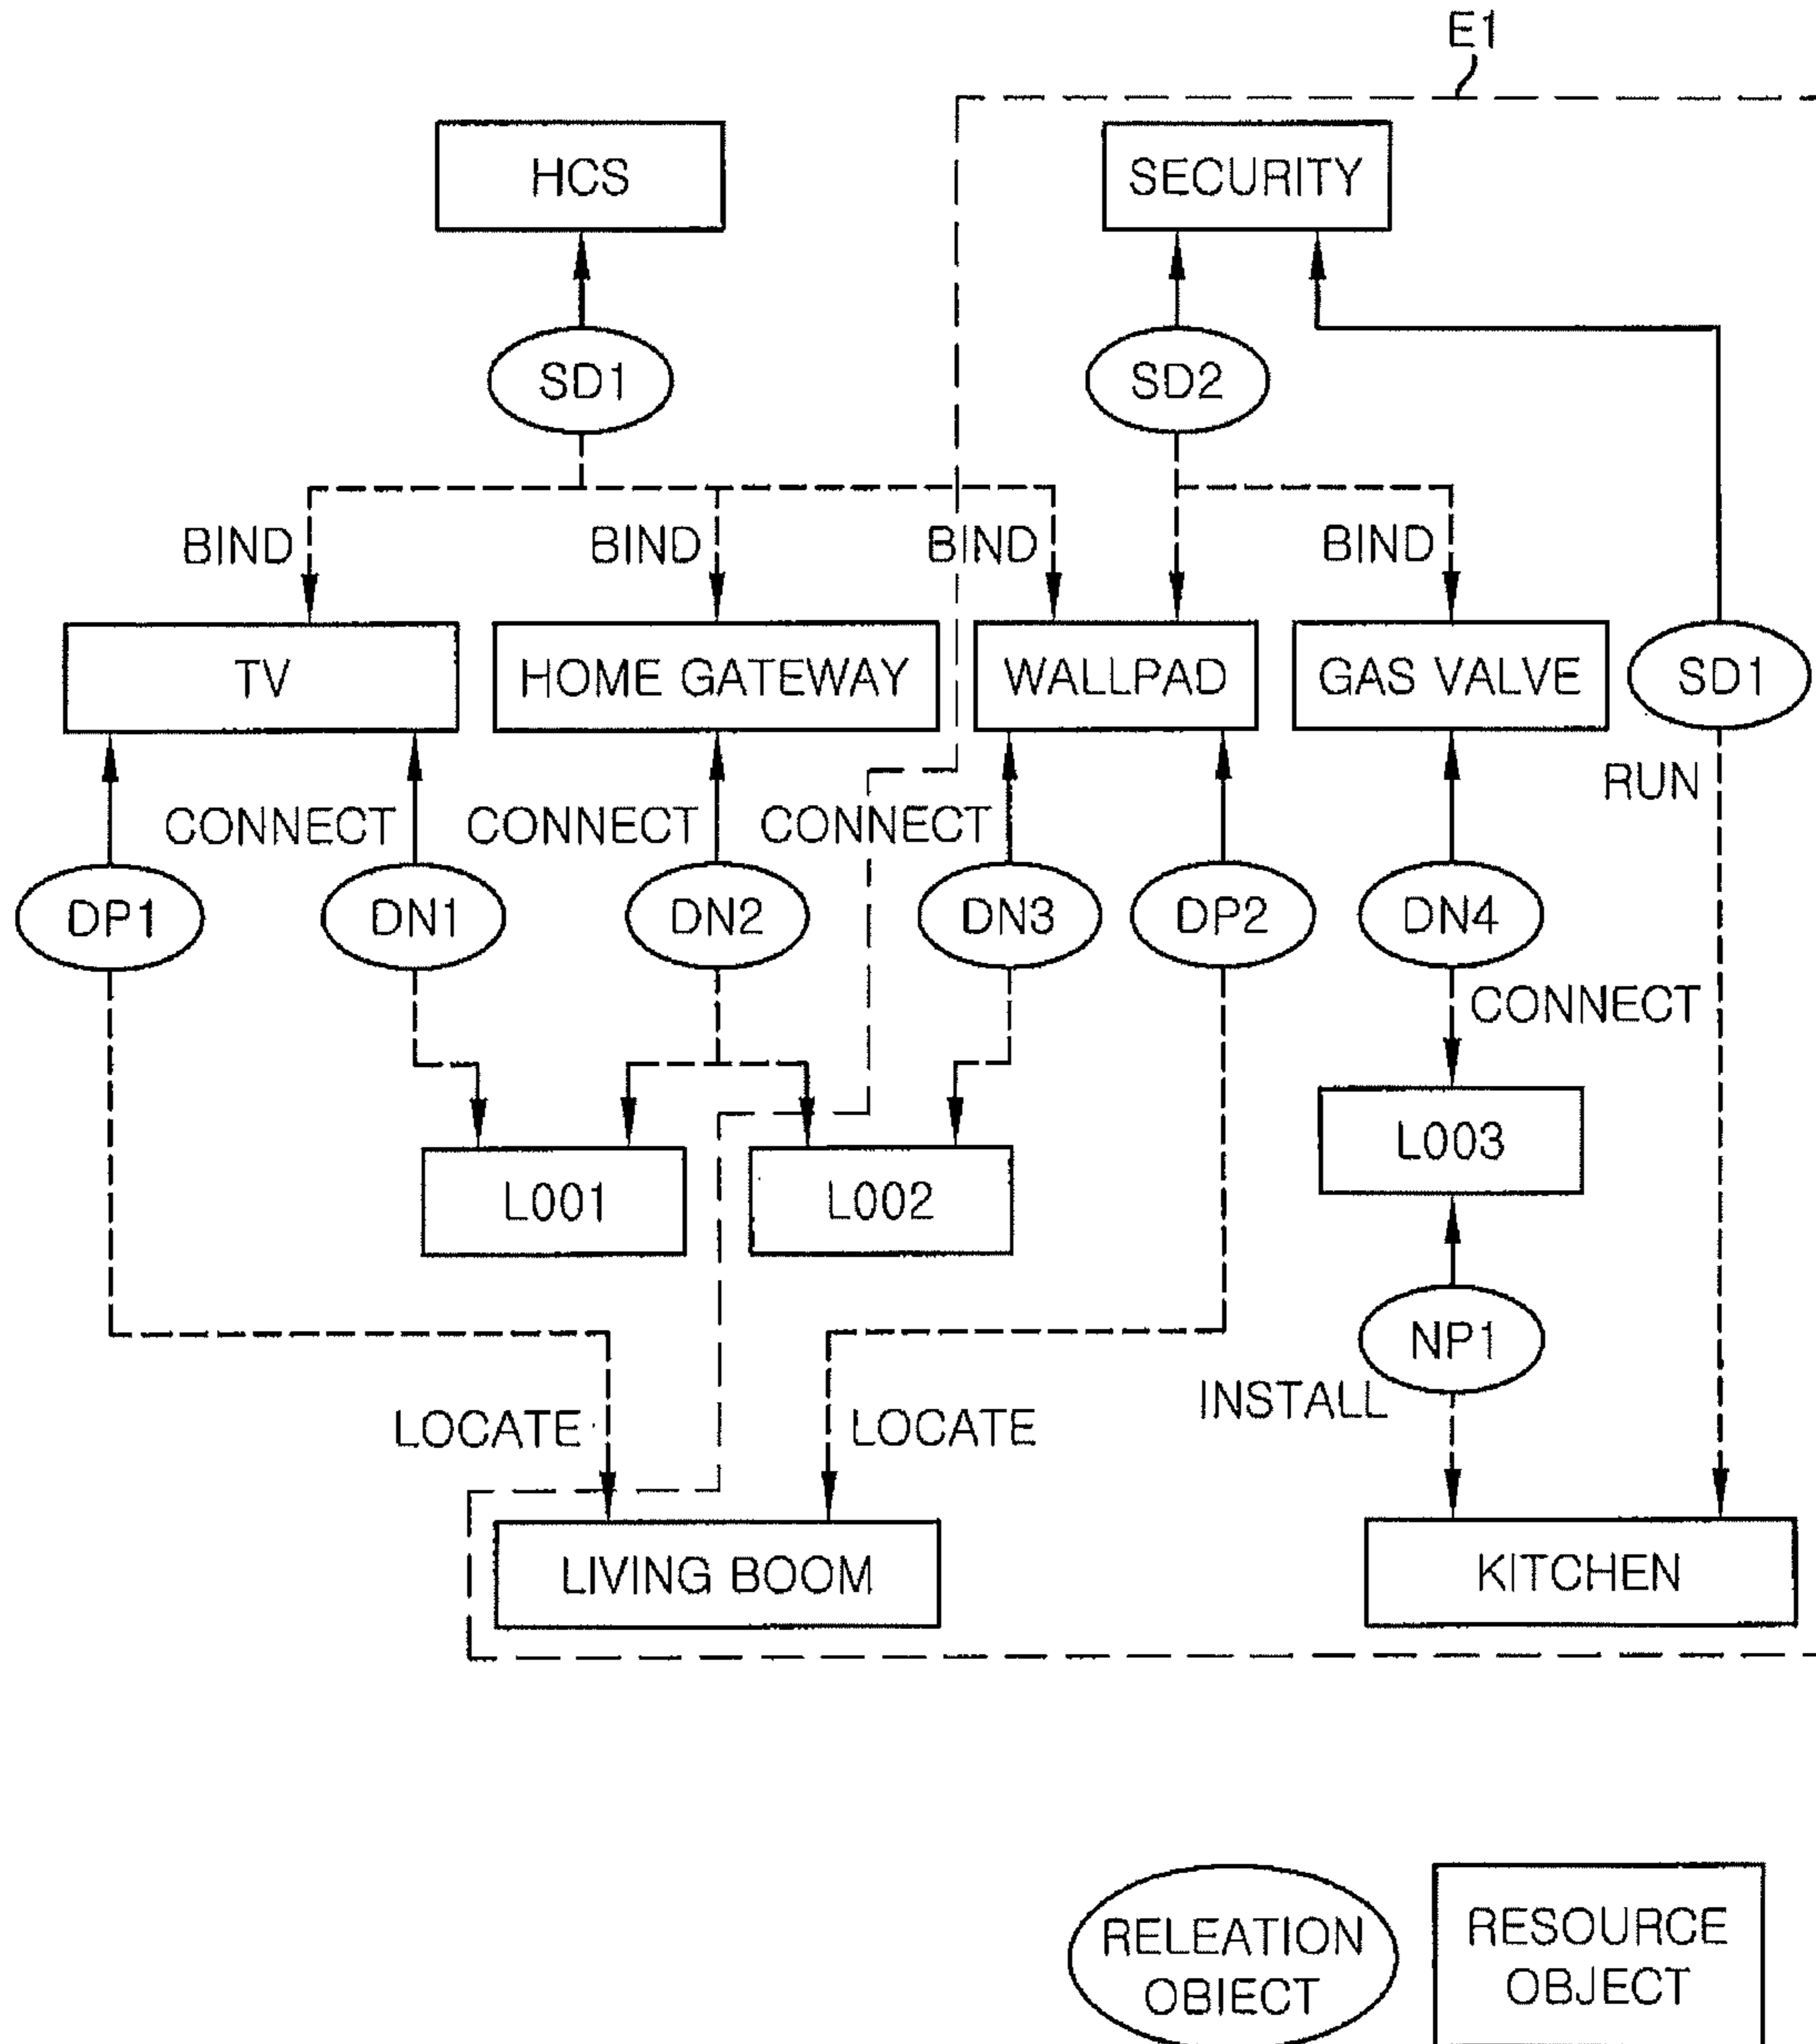 E1
HCS
SECURITY
SD1
SD2
BIND
BIND
BIND
BIND
TV
HOME GATEWAY
WALLPAD
GAS VALVE
SD1
RUN
CONNECT
CONNECT
CONNECT
DP1
DN1
DN2
DN3
DP2
DN4
CONNECT
L003
L001
L002
NP1
INSTALL
LOCATE
LOCATE
LIVING BOOM
KITCHEN
RELEATION
OBIECT
RESOURCE
OBJECT